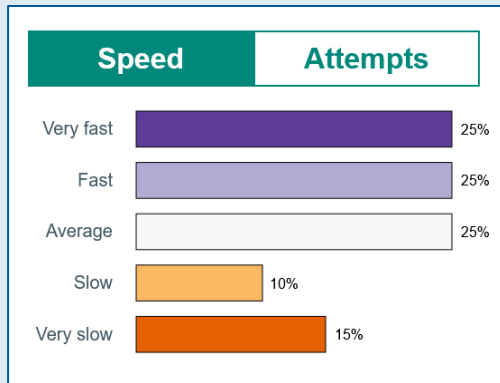 Speed Attempts
Very fast 25%
Fast 25%
Average 25%
Slow 10%
Very slow 15%